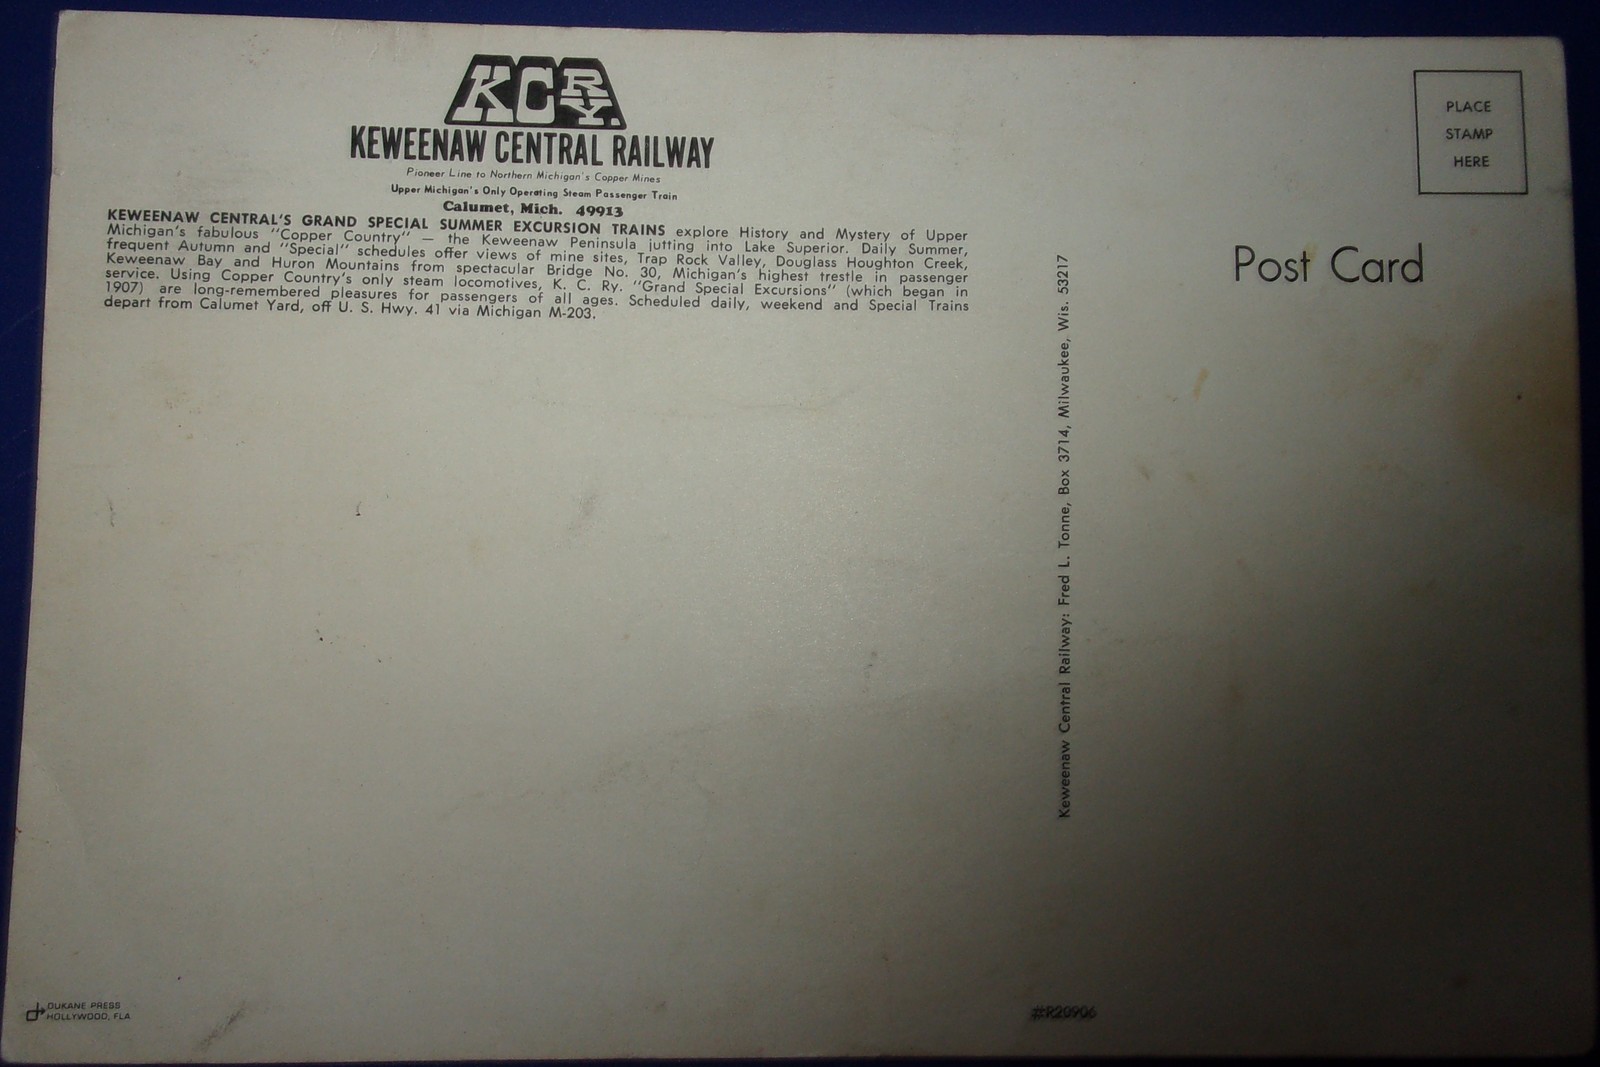 KCRY.
KEWEENAW CENTRAL RAILWAY
Pioneer Line to Northern Michigan's Copper Mines
Upper Michigan's Only Operating Steam Passenger Train
Calumet, Mich. 49913
KEWEENAW CENTRAL'S GRAND SPECIAL SUMMER EXCURSION TRAINS explore History and Mystery of Upper
Michigan's fabulous "Copper Country" — the Keweenaw Peninsula jutting into Lake Superior. Daily Summer,
frequent Autumn and "Special" schedules offer views of mine sites, Trap Rock Valley, Douglass Houghton Creek,
Keweenaw Bay and Huron Mountains from spectacular Bridge No. 30, Michigan's highest trestle in passenger
service. Using Copper Country's only steam locomotives, K. C. Ry. "Grand Special Excursions" (which began in
1907) are long-remembered pleasures for passengers of all ages. Scheduled daily, weekend and Special Trains
depart from Calumet Yard, off U. S. Hwy. 41 via Michigan M-203.
Keweenaw Central Railway: Fred L. Tonne, Box 3714, Milwaukee, Wis. 53217
PLACE
STAMP
HERE
Post Card
DUKANE PRESS
HOLLYWOOD, FLA
#R20906